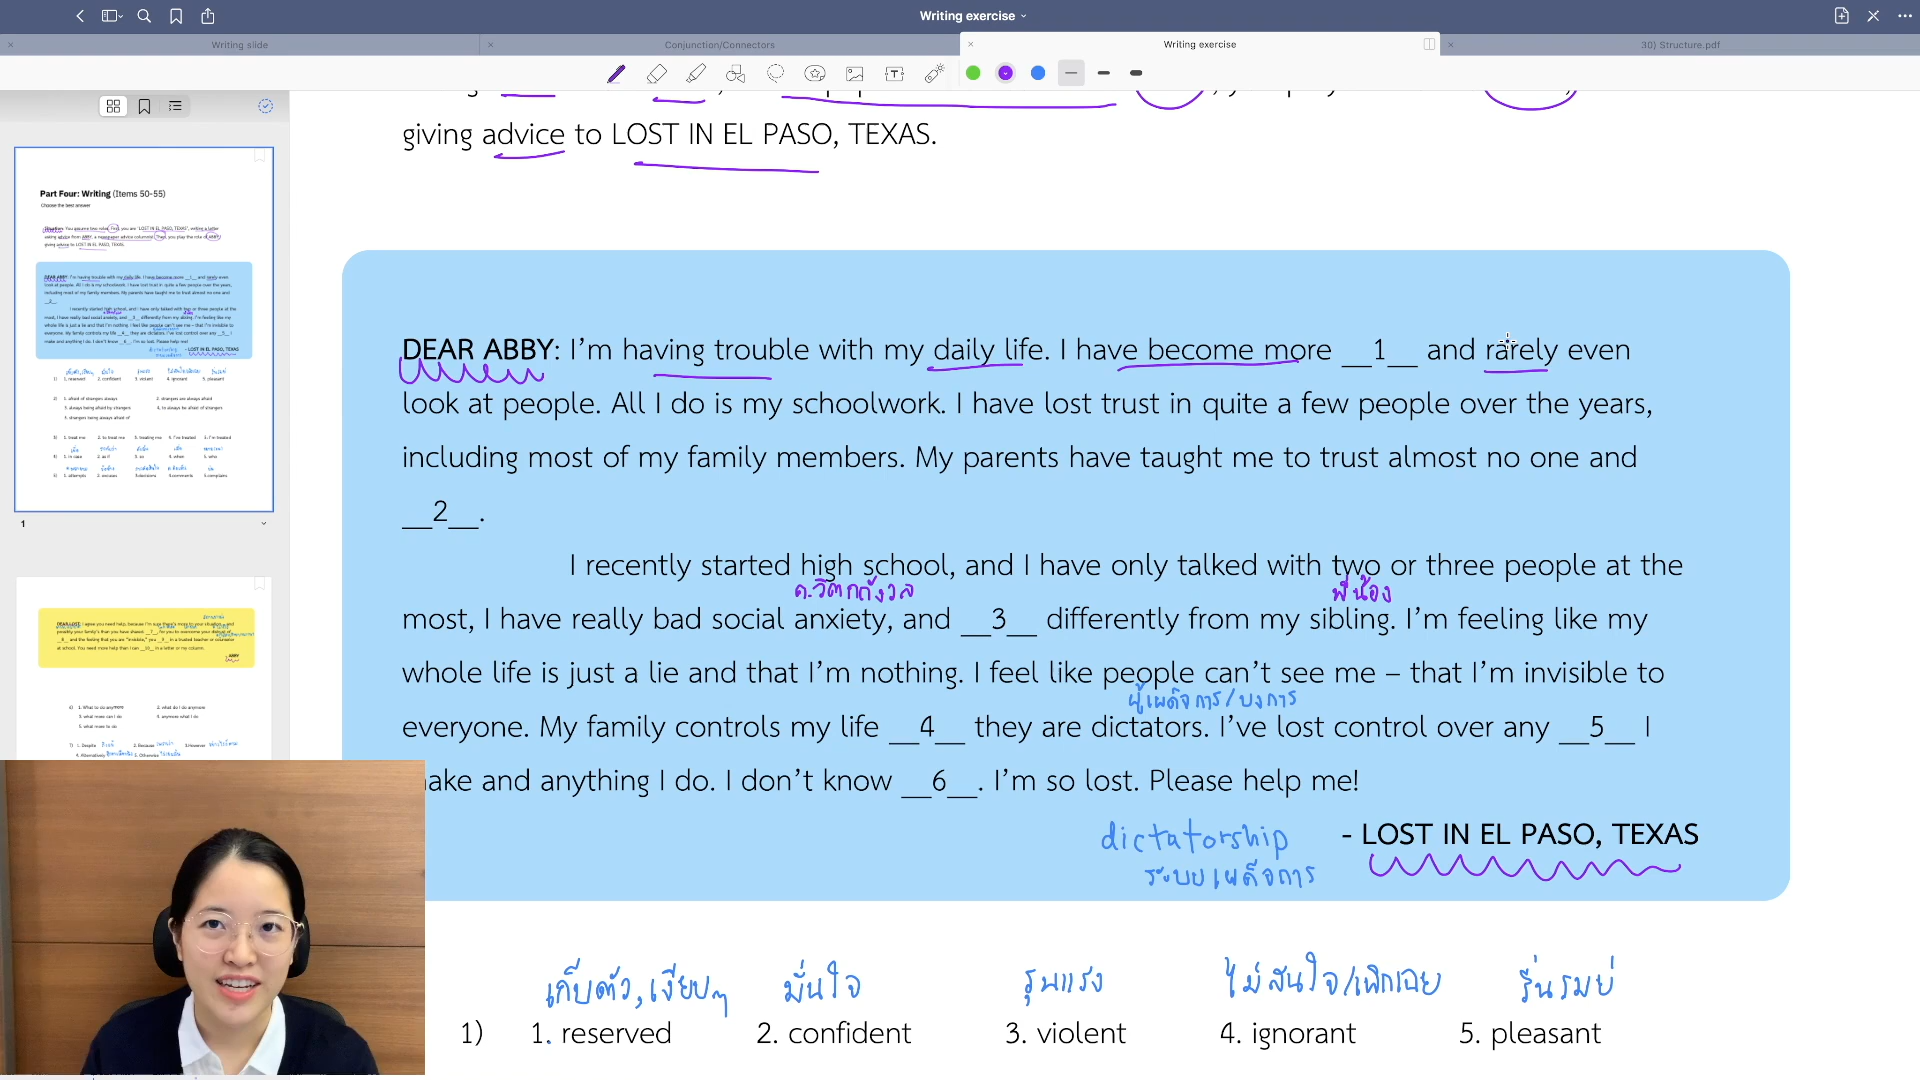 Writing exercise
Writing slide
Conjunction/Connectors
Writing exercise
30) Structure.pdf
giving advice to LOST IN EL PASO, TEXAS.
DEAR ABBY: I'm having trouble with my daily life. I have become more __1__ and rarely even
look at people. All I do is my schoolwork. I have lost trust in quite a few people over the years,
including most of my family members. My parents have taught me to trust almost no one and
__2__.
I recently started high school, and I have only talked with two or three people at the
ค.วิตกกังวล พี่น้อง
most, I have really bad social anxiety, and __3__ differently from my sibling. I'm feeling like my
whole life is just a lie and that I'm nothing. I feel like people can't see me – that I'm invisible to
ผู้เผด็จการ/บงการ
everyone. My family controls my life __4__ they are dictators. I've lost control over any __5__ I
make and anything I do. I don't know __6__. I'm so lost. Please help me!
- LOST IN EL PASO, TEXAS
dictatorship
ระบบเผด็จการ
เก็บตัว, เงียบๆ มั่นใจ รุนแรง ไม่สนใจ/เพิกเฉย รื่นรมย์
1) 1. reserved 2. confident 3. violent 4. ignorant 5. pleasant
Part Four: Writing (Items 50-55)
Choose the best answer
1